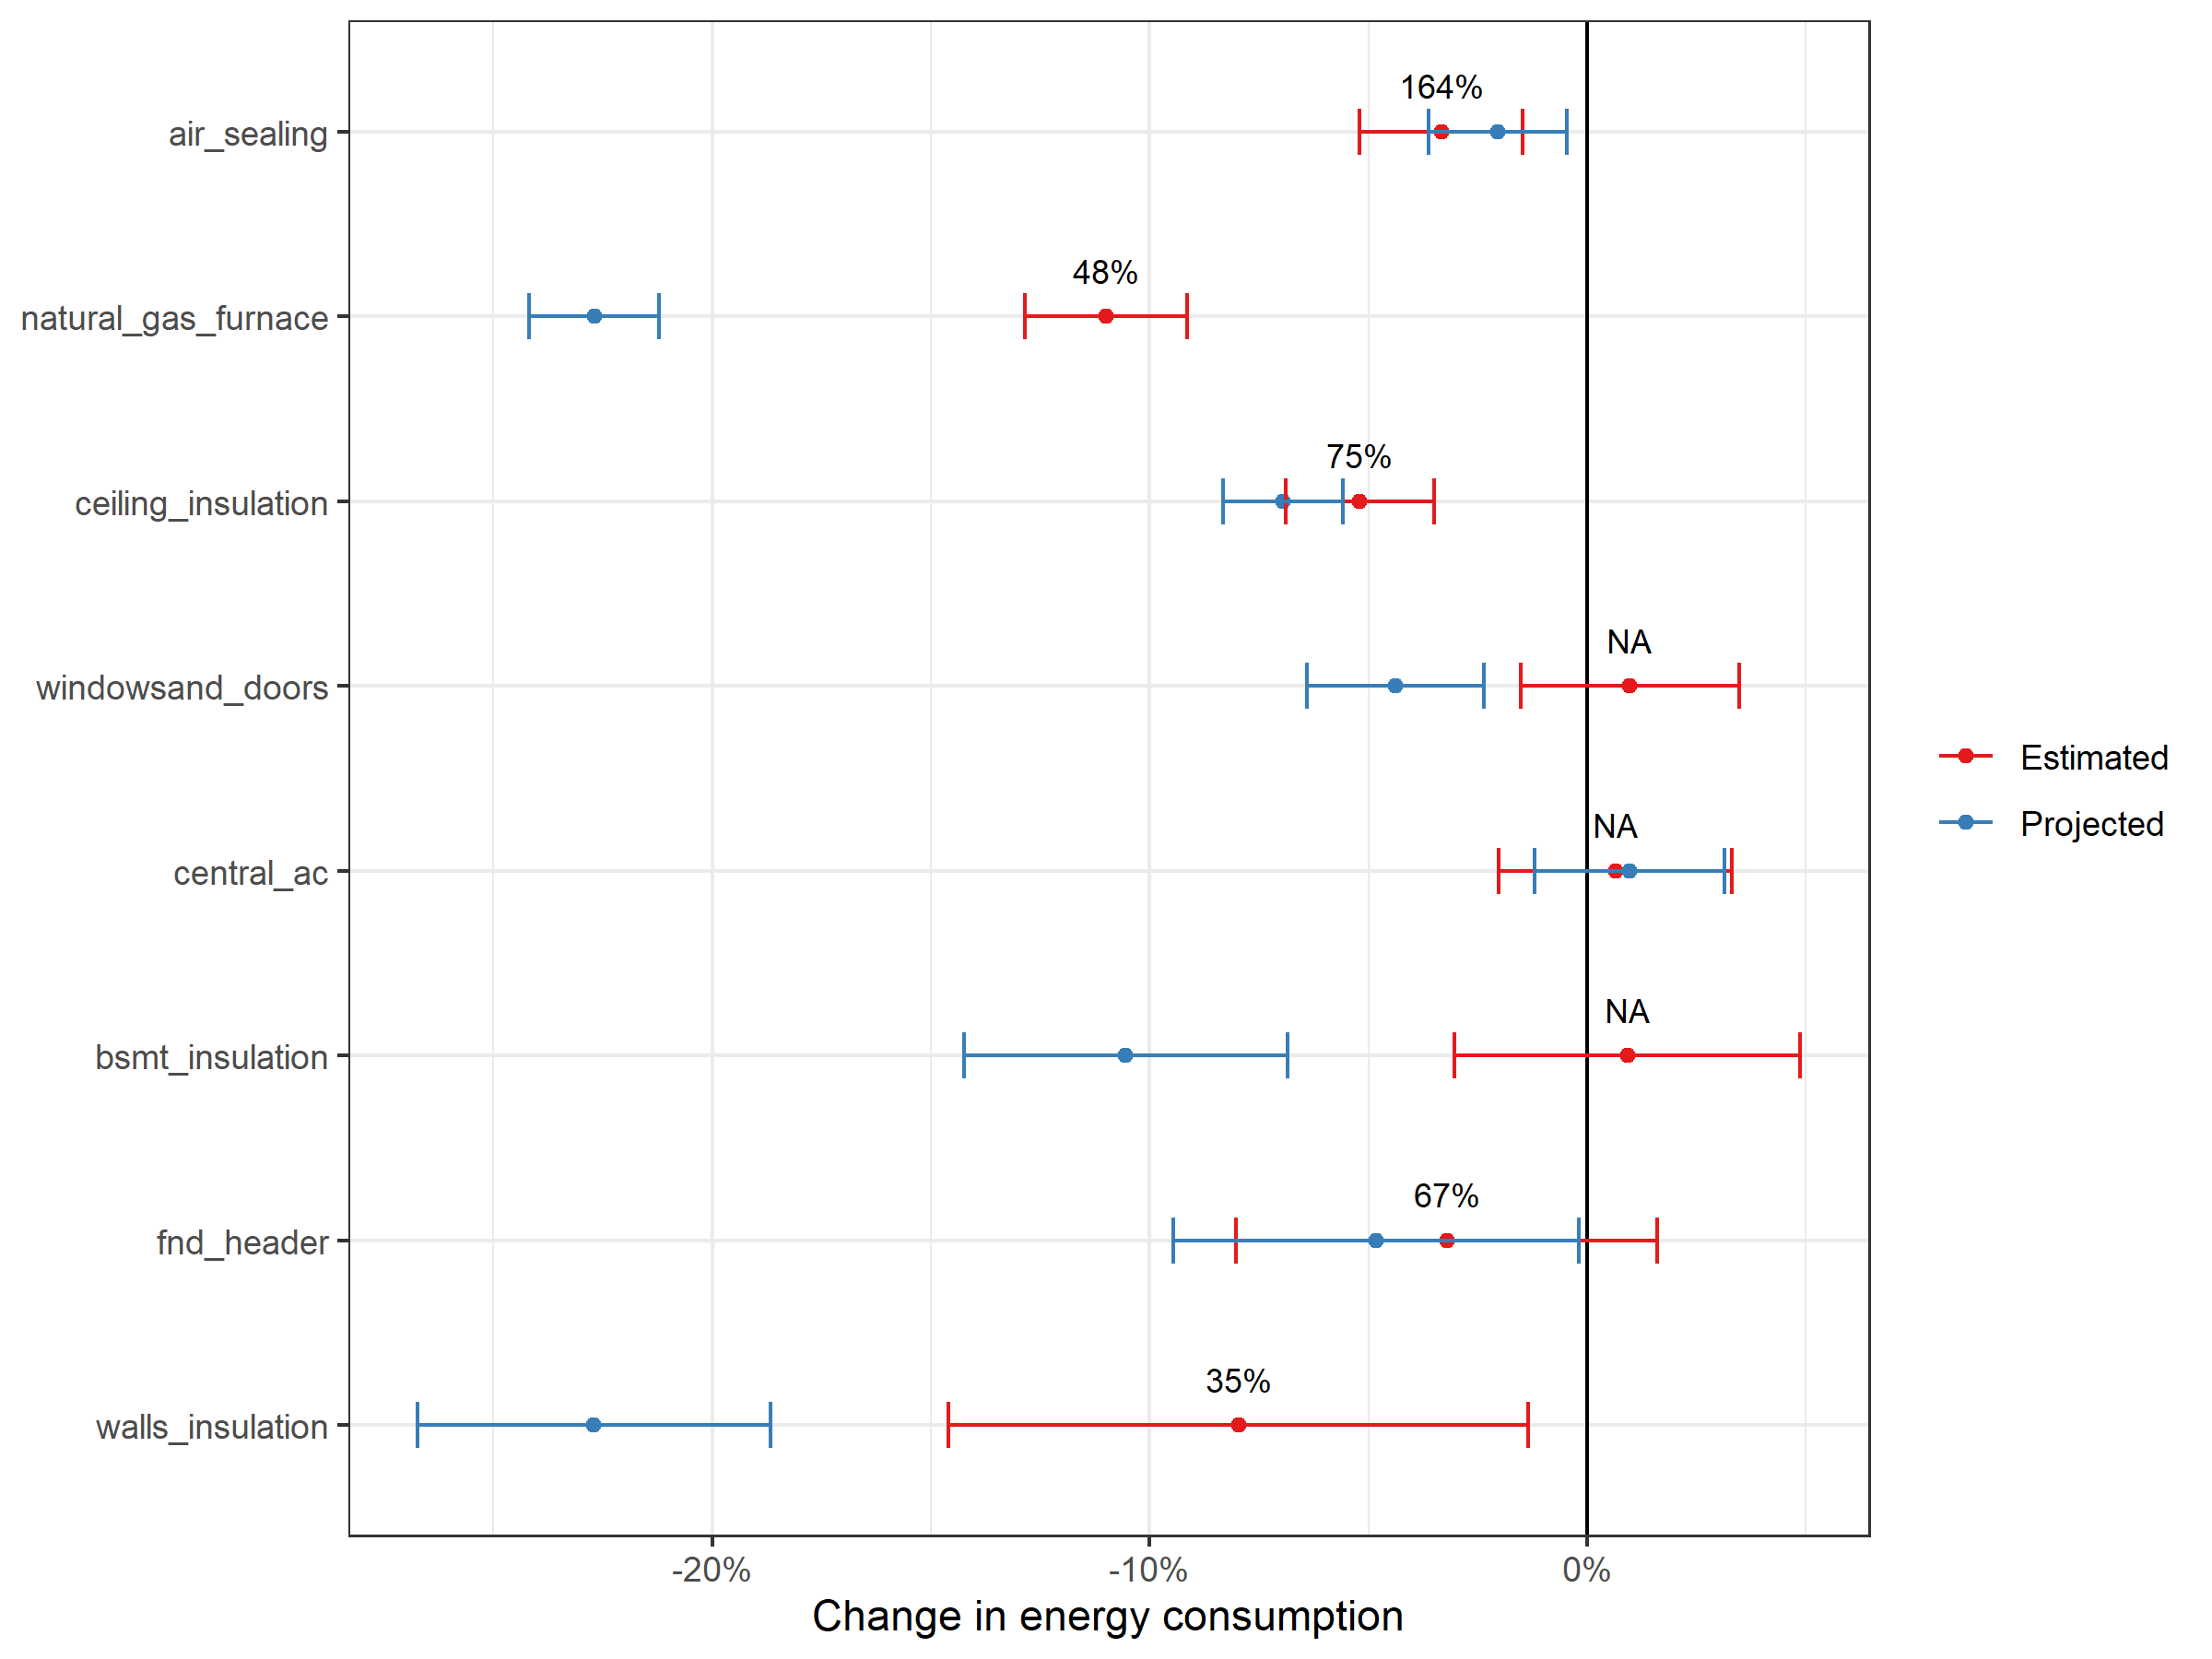 164%
air_sealing
48%
natural_gas_furnace
75%
ceiling_insulation
NA
windowsand_doors
Estimated
NA
Projected
central_ac
NA
bsmt_insulation
67%
fnd_header
35%
walls_insulation
-20% -10% 0%
Change in energy consumption